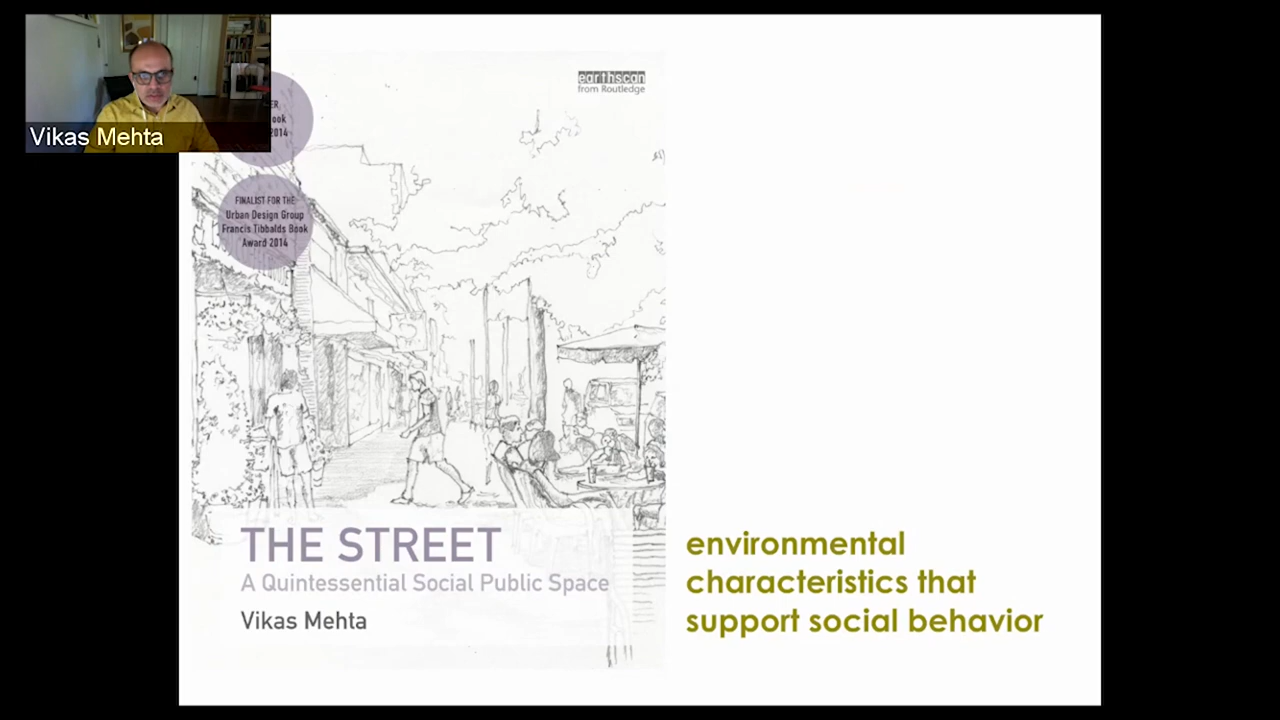 Vikas Mehta
earthscan
from Routledge
2014
FINALIST FOR THE
Urban Design Group
Francis Tibbalds Book
Award 2014
THE STREET
A Quintessential Social Public Space
Vikas Mehta
environmental
characteristics that
support social behavior